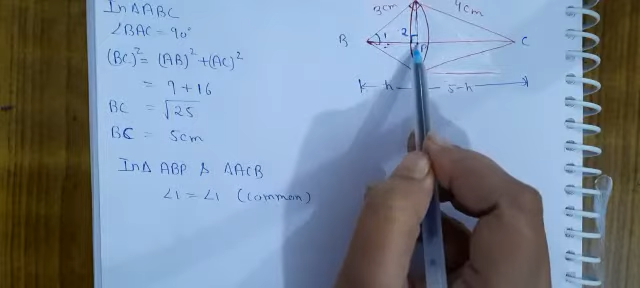 In ΔABC
∠BAC = 90°
(BC)² = (AB)² + (AC)²
= 9 + 16
BC = √25
BC = 5cm
In Δ ABP & ΔACB
∠1 = ∠1 (Common)
3cm 4cm
B 1 2 P C
h 5-h